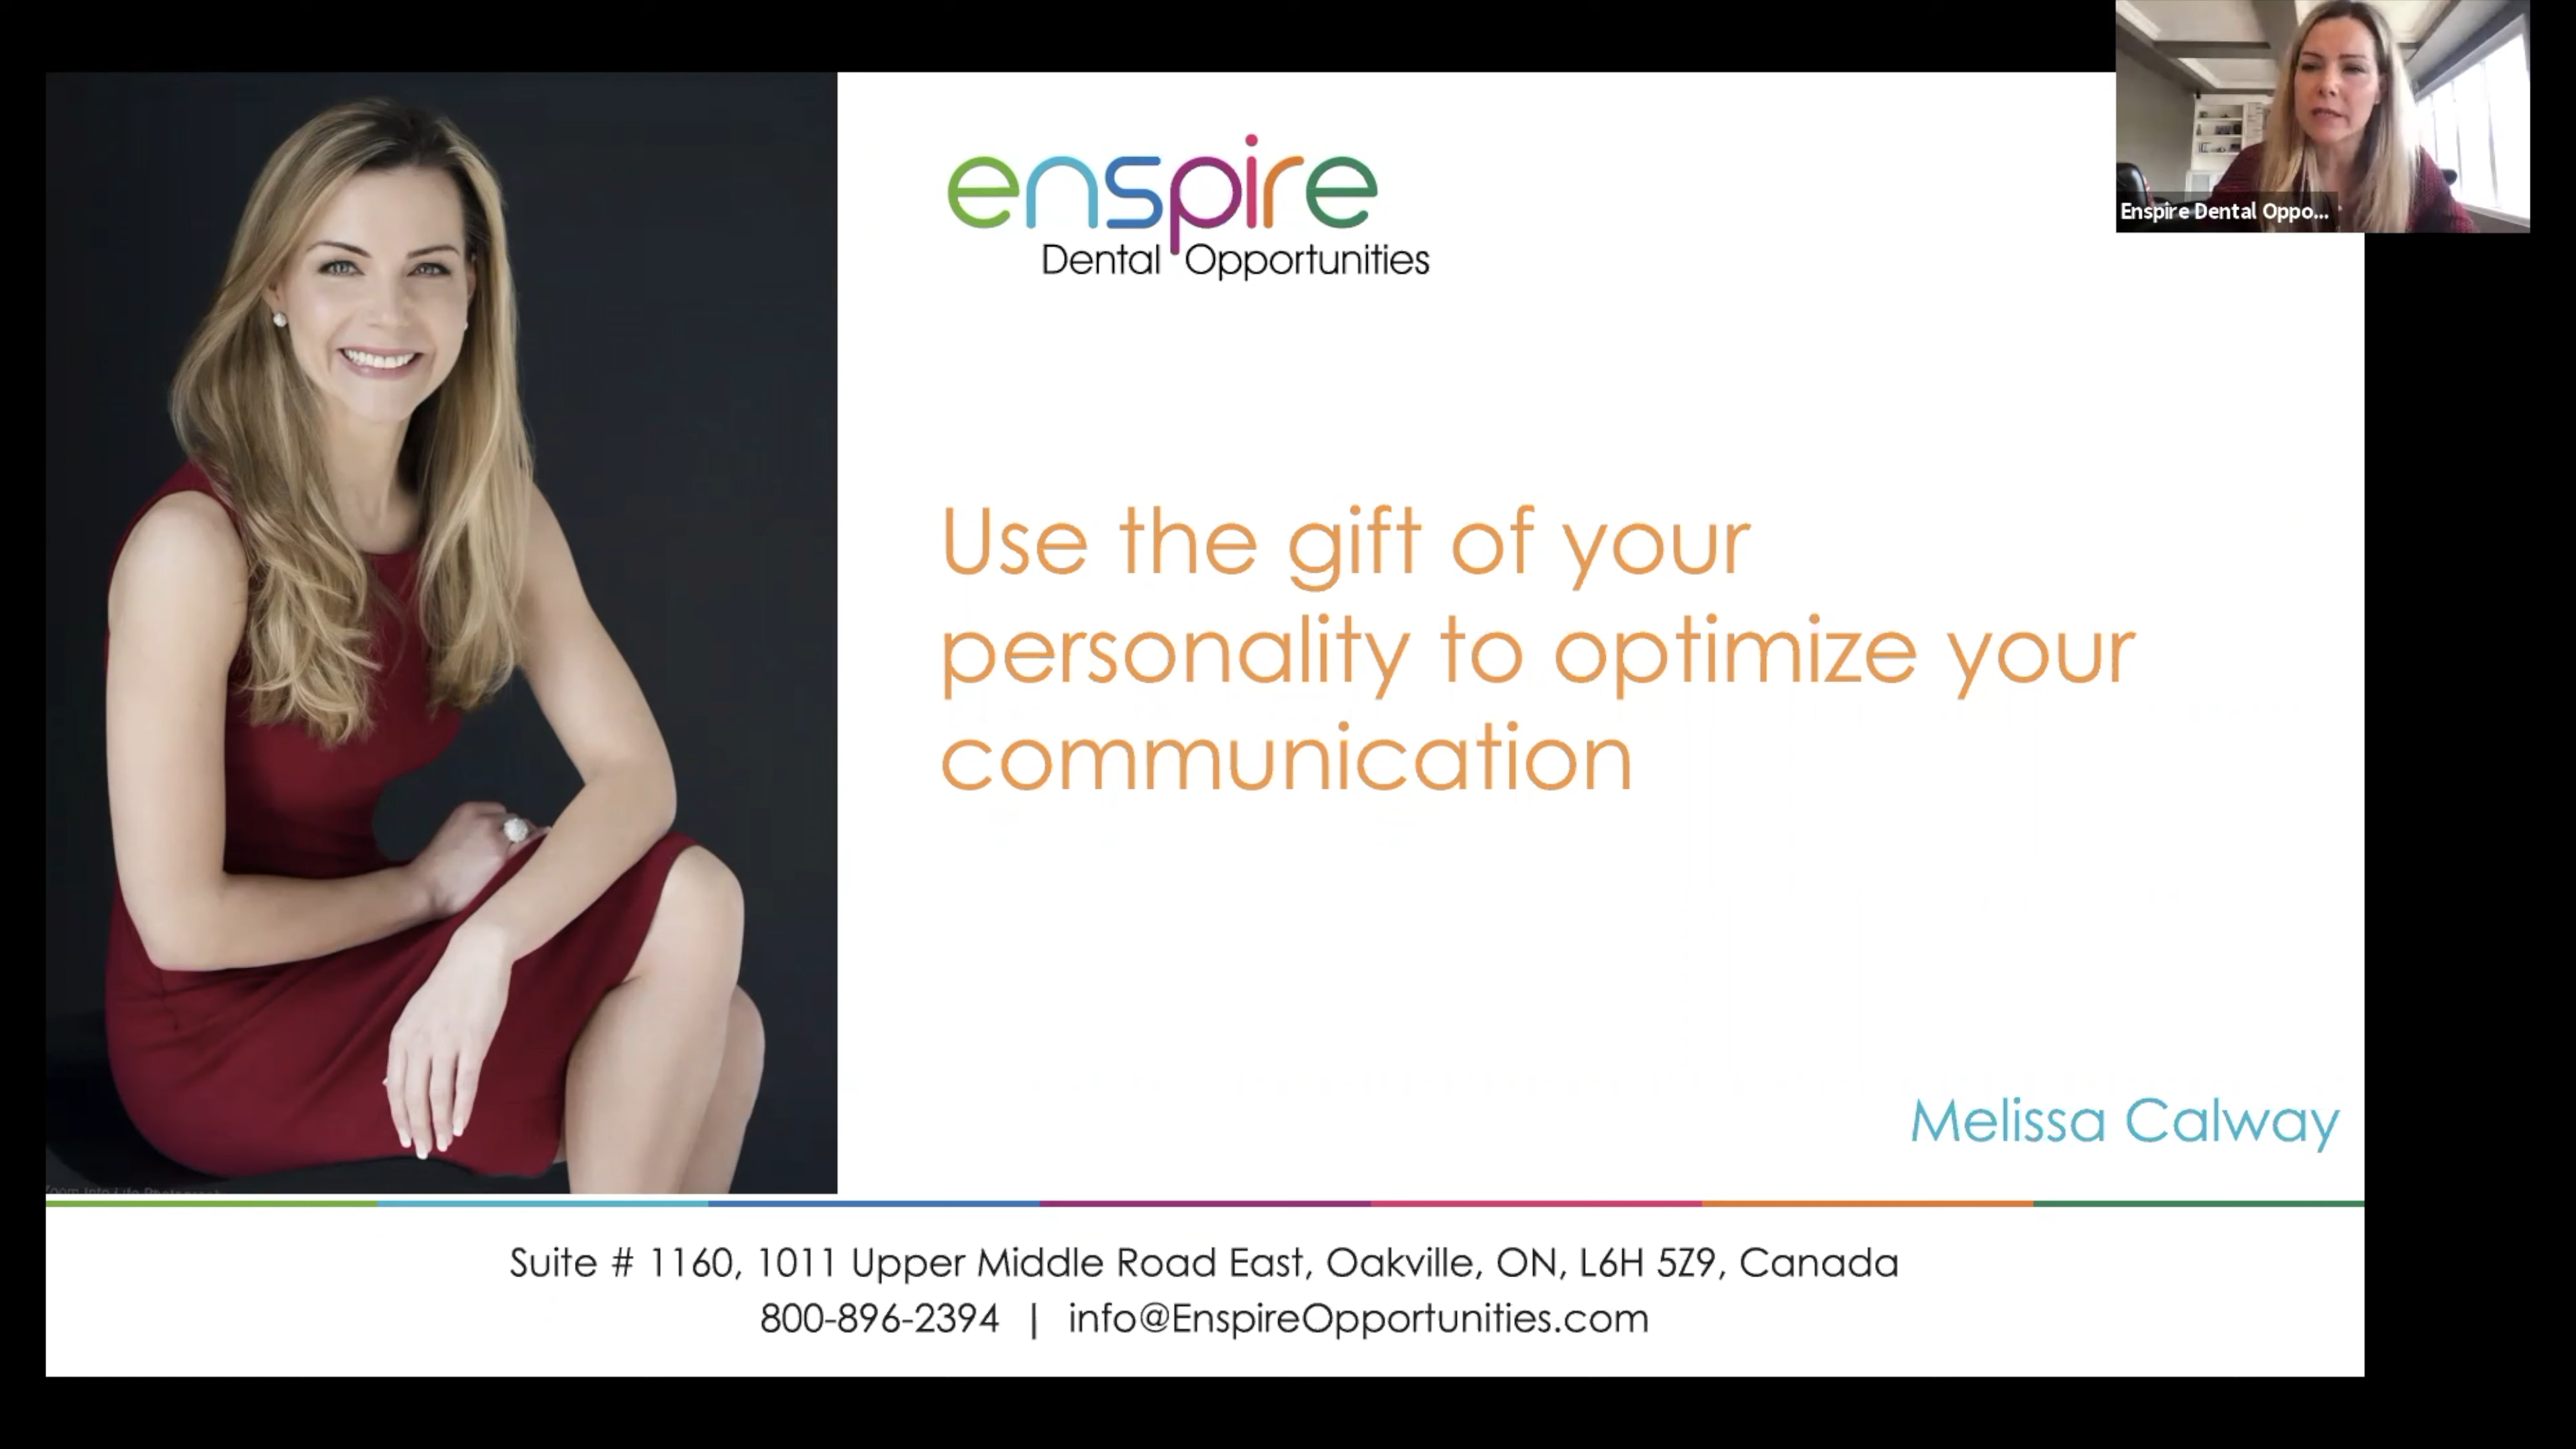 enspire
Dental Opportunities
Enspire Dental Oppo...
Use the gift of your
personality to optimize your
communication
Melissa Calway
Suite # 1160, 1011 Upper Middle Road East, Oakville, ON, L6H 5Z9, Canada
800-896-2394 | info@EnspireOpportunities.com